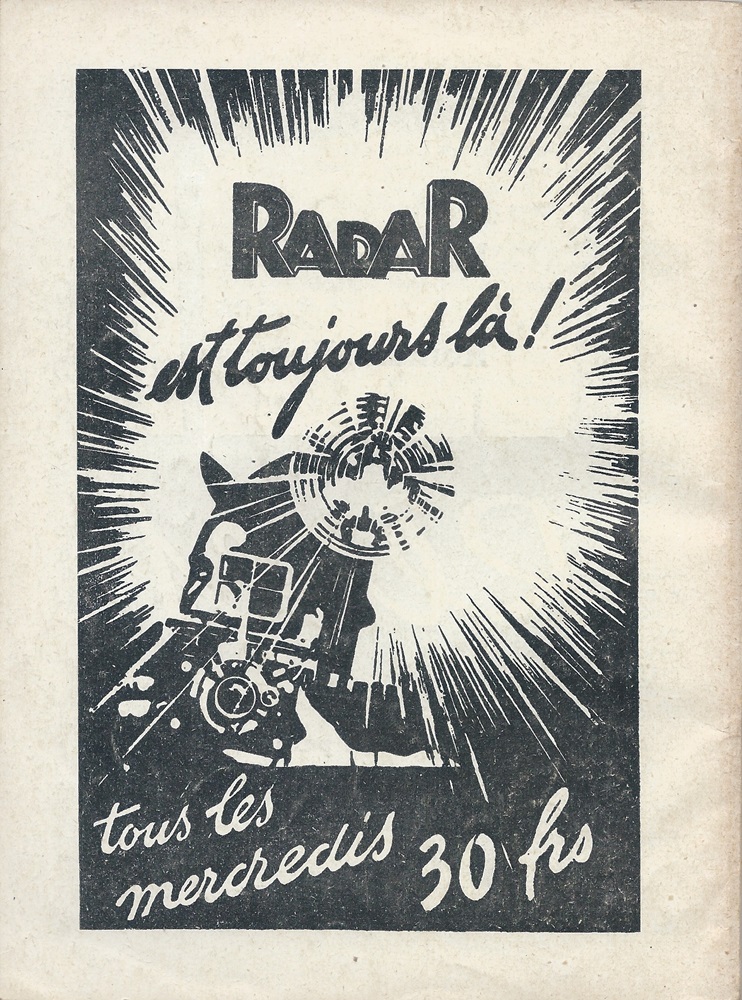 RADAR
est toujours là!
tous les
mercredis 30 frs